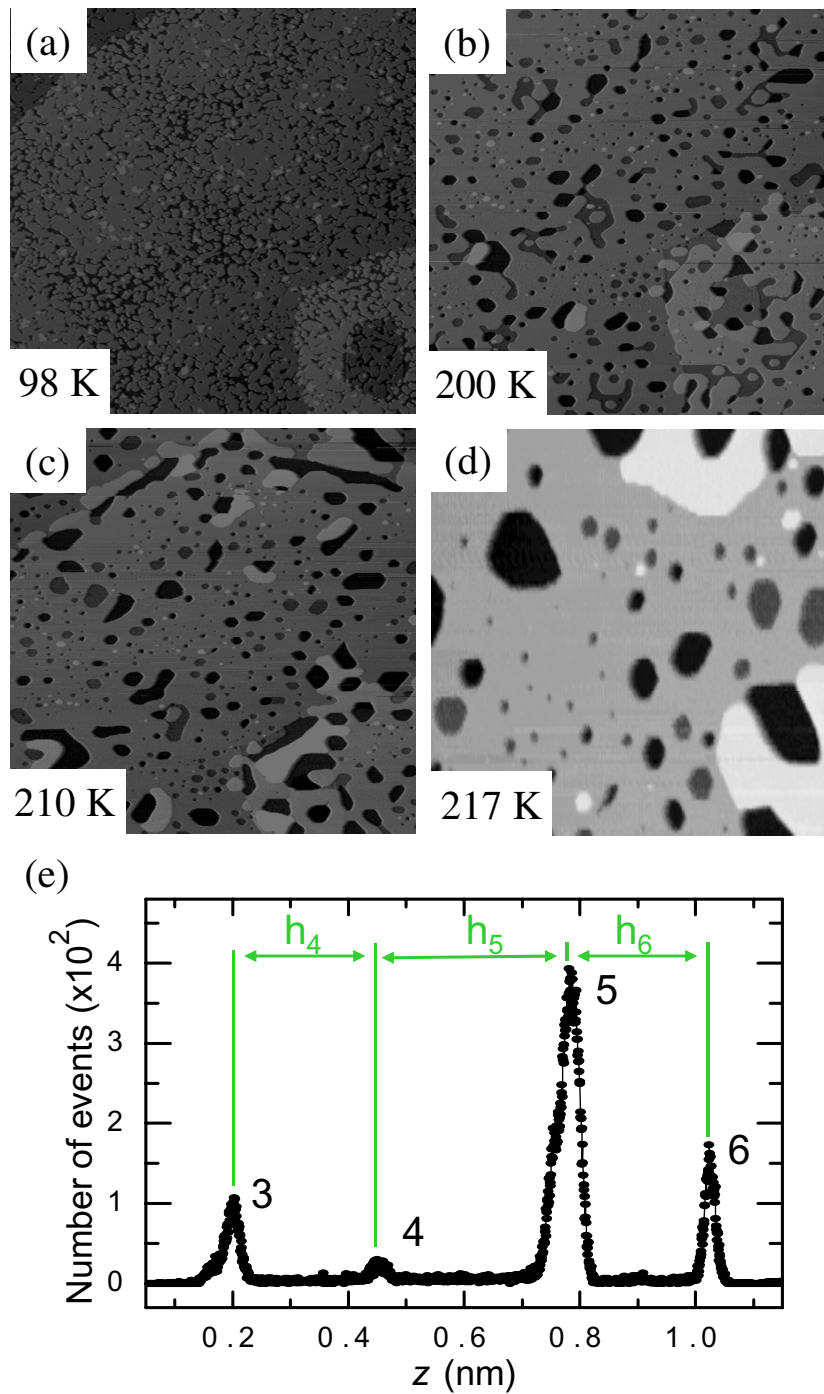 (a)
98 K
(b)
200 K
(c)
210 K
(d)
217 K
(e)
Number of events (x10²)
4
3
2
1
0
h₄
h₅
h₆
3
4
5
6
0.2
0.4
0.6
0.8
1.0
z (nm)